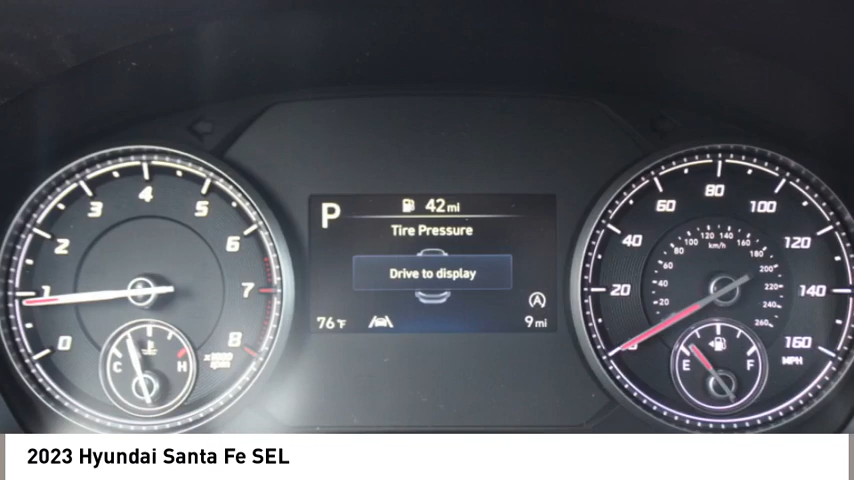 0
1
2
3
4
5
6
7
8
x1000
rpm
C
H
P
42 mi
Tire Pressure
Drive to display
76°F
A
9 mi
20
40
60
80
100
120
140
160
MPH
20
40
60
80
100
120
140
160
180
200
220
240
260
km/h
E
F
2023 Hyundai Santa Fe SEL